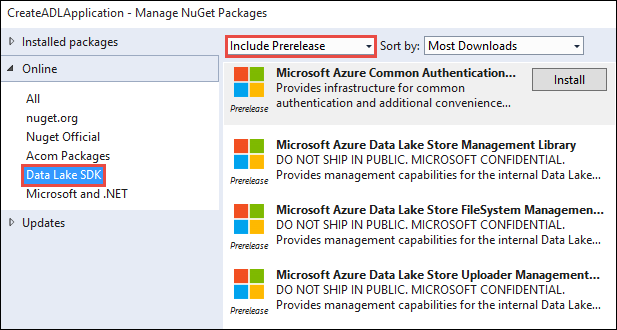 CreateADLApplication - Manage NuGet Packages
Installed packages
Online
All
nuget.org
Nuget Official
Acom Packages
Data Lake SDK
Microsoft and .NET
Updates
Include Prerelease
Sort by: Most Downloads
Microsoft Azure Common Authentication...
Provides infrastructure for common
authentication and additional convenience...
Prerelease
Install
Microsoft Azure Data Lake Store Management Library
DO NOT SHIP IN PUBLIC. MICROSOFT CONFIDENTIAL.
Provides management capabilities for the internal Data Lake...
Prerelease
Microsoft Azure Data Lake Store FileSystem Managemen...
DO NOT SHIP IN PUBLIC. MICROSOFT CONFIDENTIAL.
Provides management capabilities for the internal Data Lake...
Prerelease
Microsoft Azure Data Lake Store Uploader Management...
DO NOT SHIP IN PUBLIC. MICROSOFT CONFIDENTIAL.
Provides management capabilities for the internal Data Lake...
Prerelease